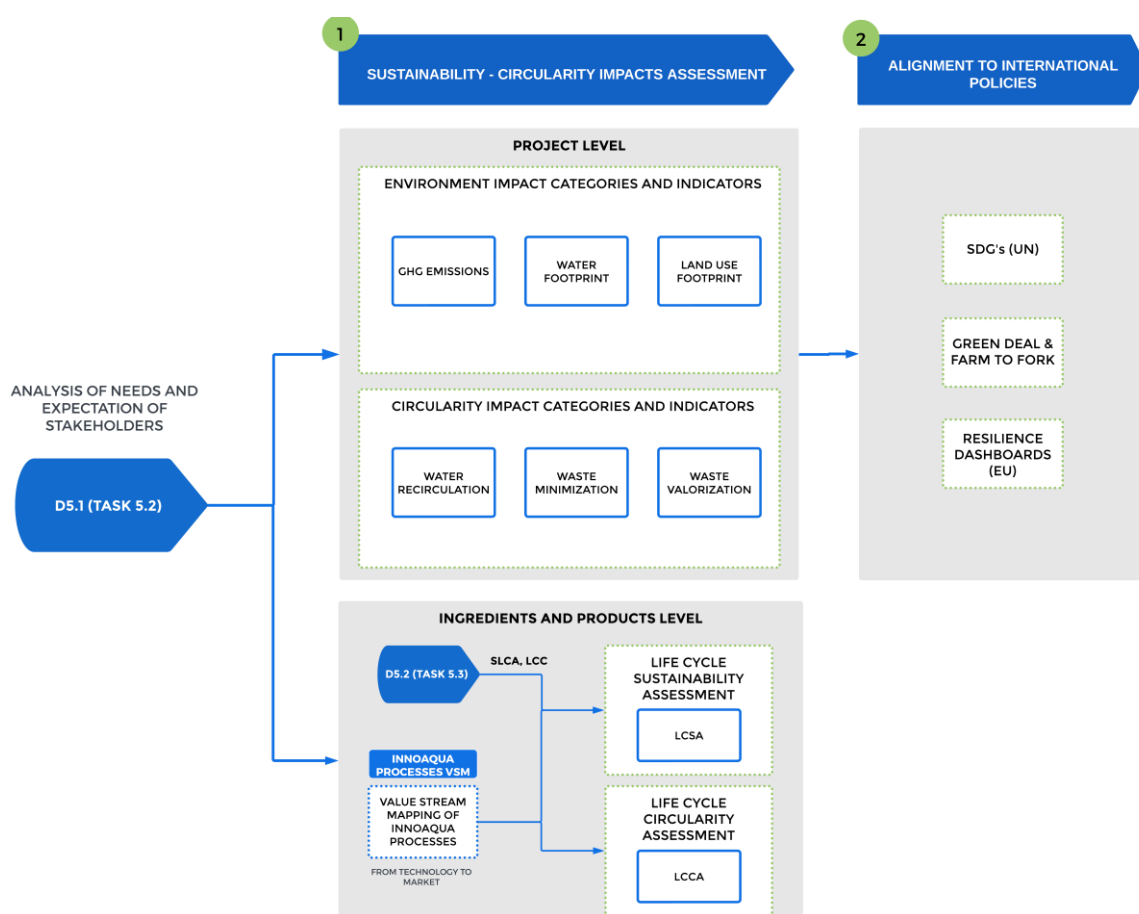 1
SUSTAINABILITY - CIRCULARITY IMPACTS ASSESSMENT
2
ALIGNMENT TO INTERNATIONAL
POLICIES
PROJECT LEVEL
ENVIRONMENT IMPACT CATEGORIES AND INDICATORS
GHG EMISSIONS
WATER
FOOTPRINT
LAND USE
FOOTPRINT
CIRCULARITY IMPACT CATEGORIES AND INDICATORS
WATER
RECIRCULATION
WASTE
MINIMIZATION
WASTE
VALORIZATION
SDG's (UN)
GREEN DEAL &
FARM TO FORK
RESILIENCE
DASHBOARDS
(EU)
ANALYSIS OF NEEDS AND
EXPECTATION OF
STAKEHOLDERS
D5.1 (TASK 5.2)
INGREDIENTS AND PRODUCTS LEVEL
D5.2 (TASK 5.3)
SLCA, LCC
LIFE CYCLE
SUSTAINABILITY
ASSESSMENT
LCSA
INNOAQUA
PROCESSES VSM
VALUE STREAM
MAPPING OF
INNOAQUA
PROCESSES
FROM TECHNOLOGY TO
MARKET
LIFE CYCLE
CIRCULARITY
ASSESSMENT
LCCA